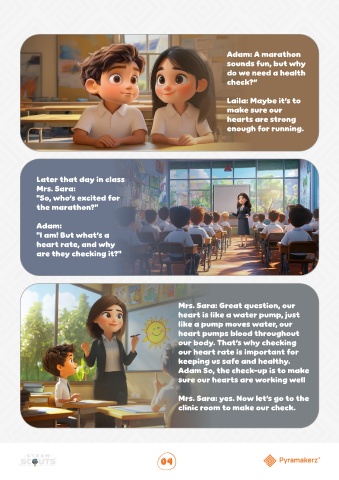 Adam: A marathon
sounds fun, but why
do we need a health
check?"
Laila: Maybe it's to
make sure our
hearts are strong
enough for running.
Later that day in class
Mrs. Sara:
"So, who's excited for
the marathon?"
Adam:
"I am! But what's a
heart rate, and why
are they checking it?"
Mrs. Sara: Great question, our
heart is like a water pump, just
like a pump moves water, our
heart pumps blood throughout
our body. That's why checking
our heart rate is important for
keeping us safe and healthy.
Adam So, the check-up is to make
sure our hearts are working well
Mrs. Sara: yes. Now let's go to the
clinic room to make our check.
STEAM
SCOUTS
04
Pyramakerz